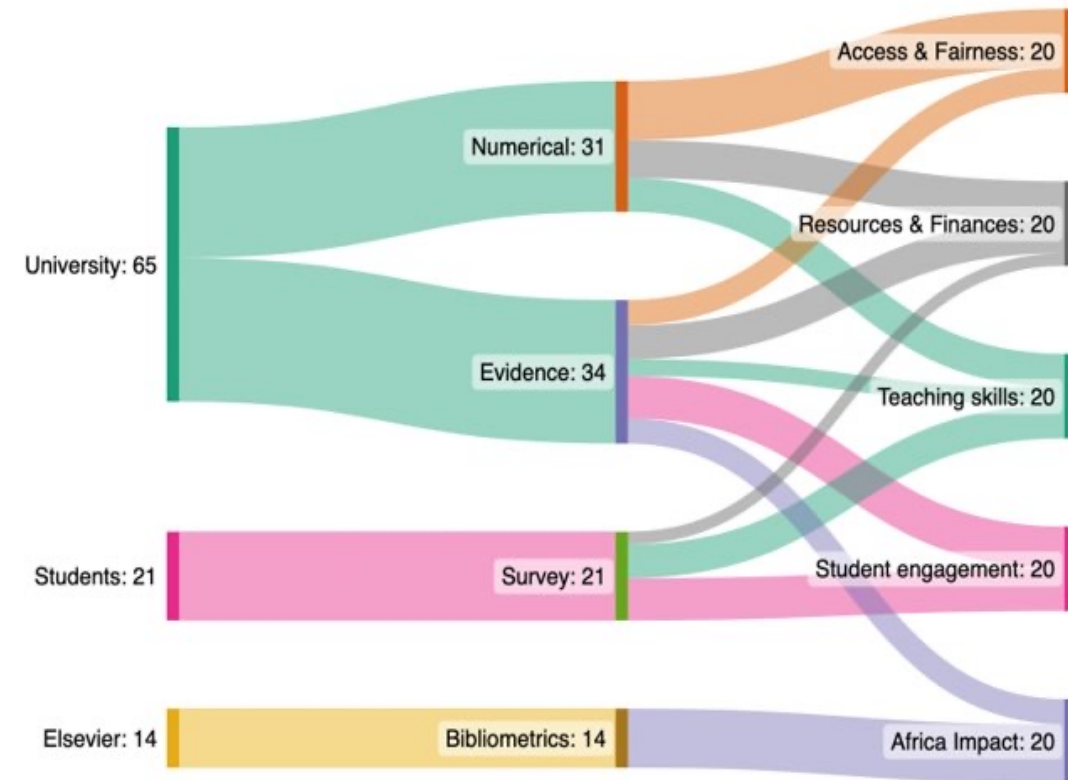 University: 65
Students: 21
Elsevier: 14
Numerical: 31
Evidence: 34
Survey: 21
Bibliometrics: 14
Access & Fairness: 20
Resources & Finances: 20
Teaching skills: 20
Student engagement: 20
Africa Impact: 20